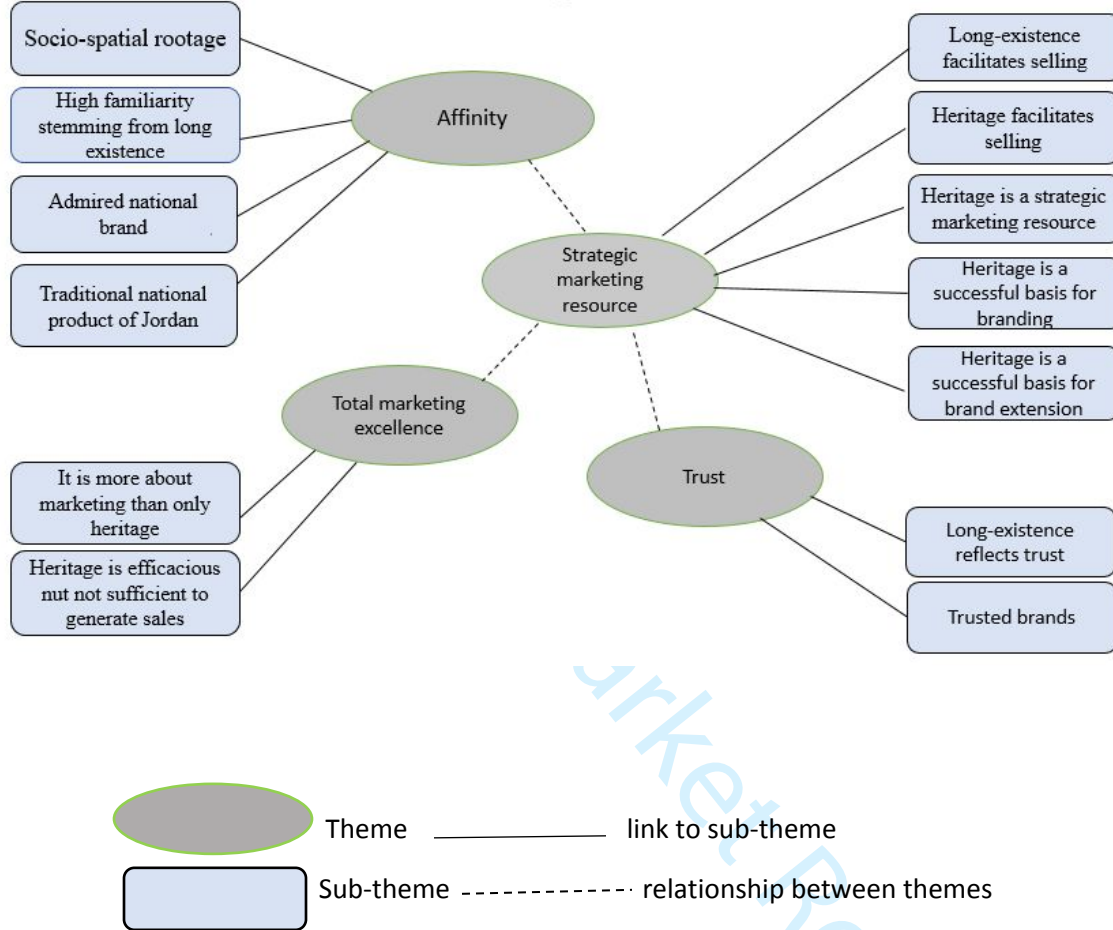 Socio-spatial rootage
High familiarity
stemming from long
existence
Admired national
brand
Traditional national
product of Jordan
Affinity
Strategic
marketing
resource
Long-existence
facilitates selling
Heritage facilitates
selling
Heritage is a strategic
marketing resource
Heritage is a
successful basis for
branding
Heritage is a
successful basis for
brand extension
Total marketing
excellence
It is more about
marketing than only
heritage
Heritage is efficacious
nut not sufficient to
generate sales
Trust
Long-existence
reflects trust
Trusted brands
Theme
link to sub-theme
Sub-theme
relationship between themes
arket Re